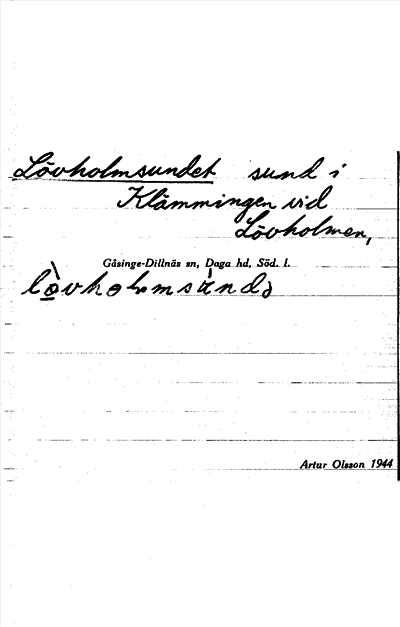 Lövholmsundet sund i
Klämmingen vid
Lövholmen,
Gåsinge-Dillnäs sn, Daga hd, Söd. l.
Artur Olsson 1944